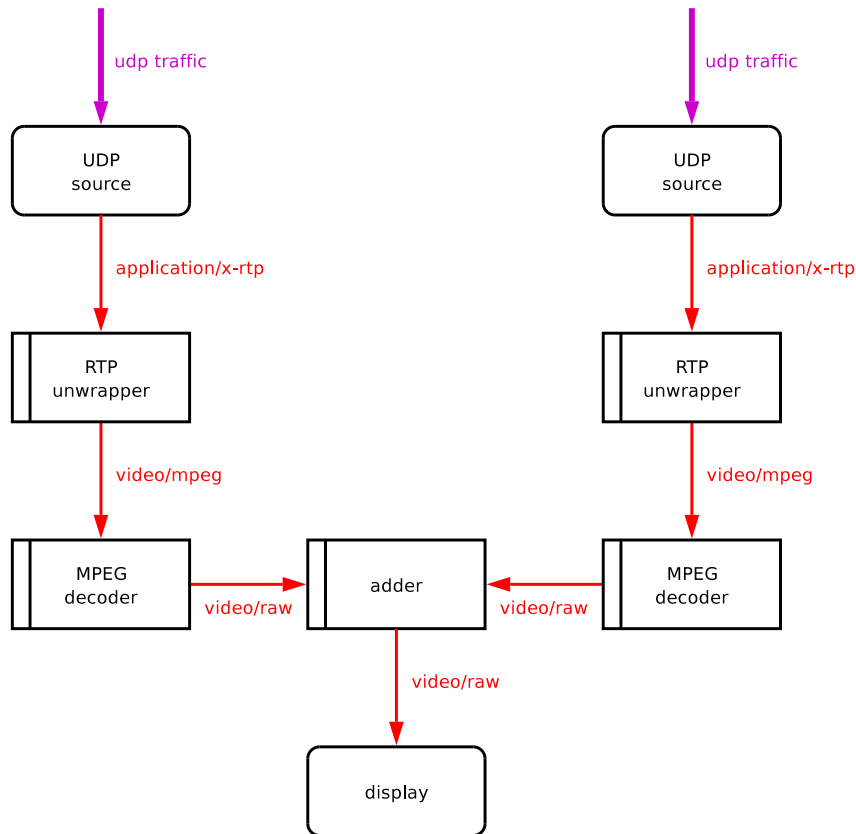 udp traffic
udp traffic
UDP
source
UDP
source
application/x-rtp
application/x-rtp
RTP
unwrapper
RTP
unwrapper
video/mpeg
video/mpeg
MPEG
decoder
adder
MPEG
decoder
video/raw
video/raw
video/raw
display